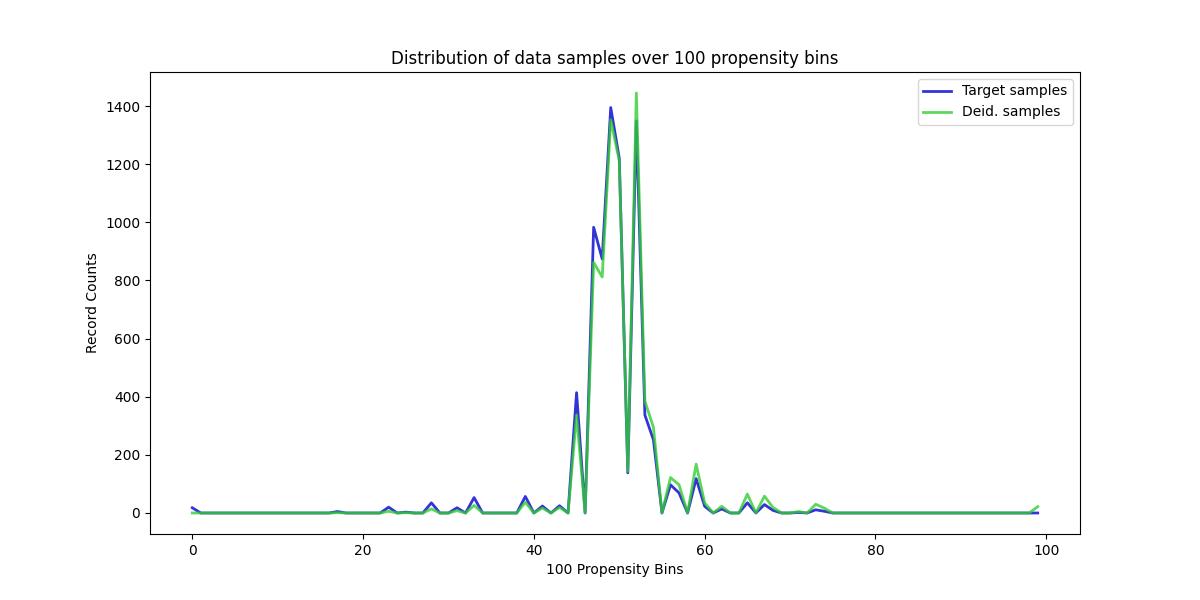 Distribution of data samples over 100 propensity bins
Target samples
Deid. samples
1400
1200
1000
800
600
400
200
0
Record Counts
0 20 40 60 80 100
100 Propensity Bins